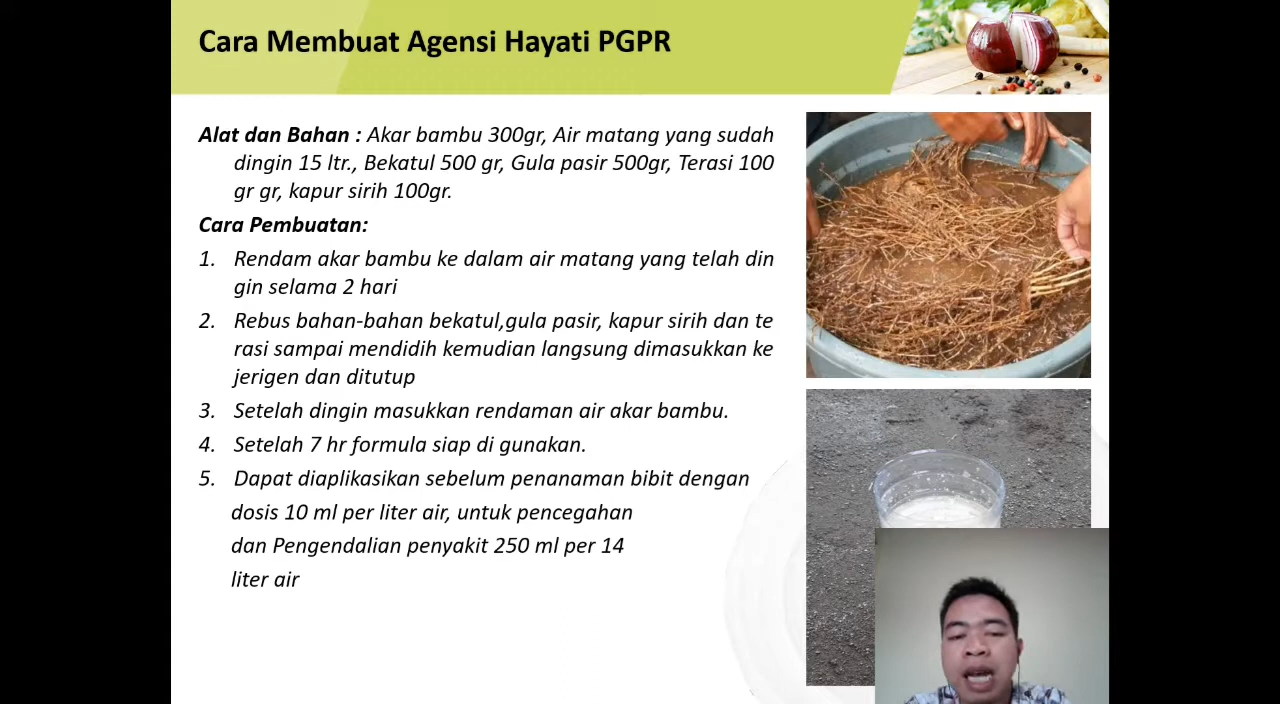 Cara Membuat Agensi Hayati PGPR
Alat dan Bahan : Akar bambu 300gr, Air matang yang sudah
dingin 15 ltr., Bekatul 500 gr, Gula pasir 500gr, Terasi 100
gr gr, kapur sirih 100gr.
Cara Pembuatan:
1. Rendam akar bambu ke dalam air matang yang telah din
gin selama 2 hari
2. Rebus bahan-bahan bekatul,gula pasir, kapur sirih dan te
rasi sampai mendidih kemudian langsung dimasukkan ke
jerigen dan ditutup
3. Setelah dingin masukkan rendaman air akar bambu.
4. Setelah 7 hr formula siap di gunakan.
5. Dapat diaplikasikan sebelum penanaman bibit dengan
dosis 10 ml per liter air, untuk pencegahan
dan Pengendalian penyakit 250 ml per 14
liter air